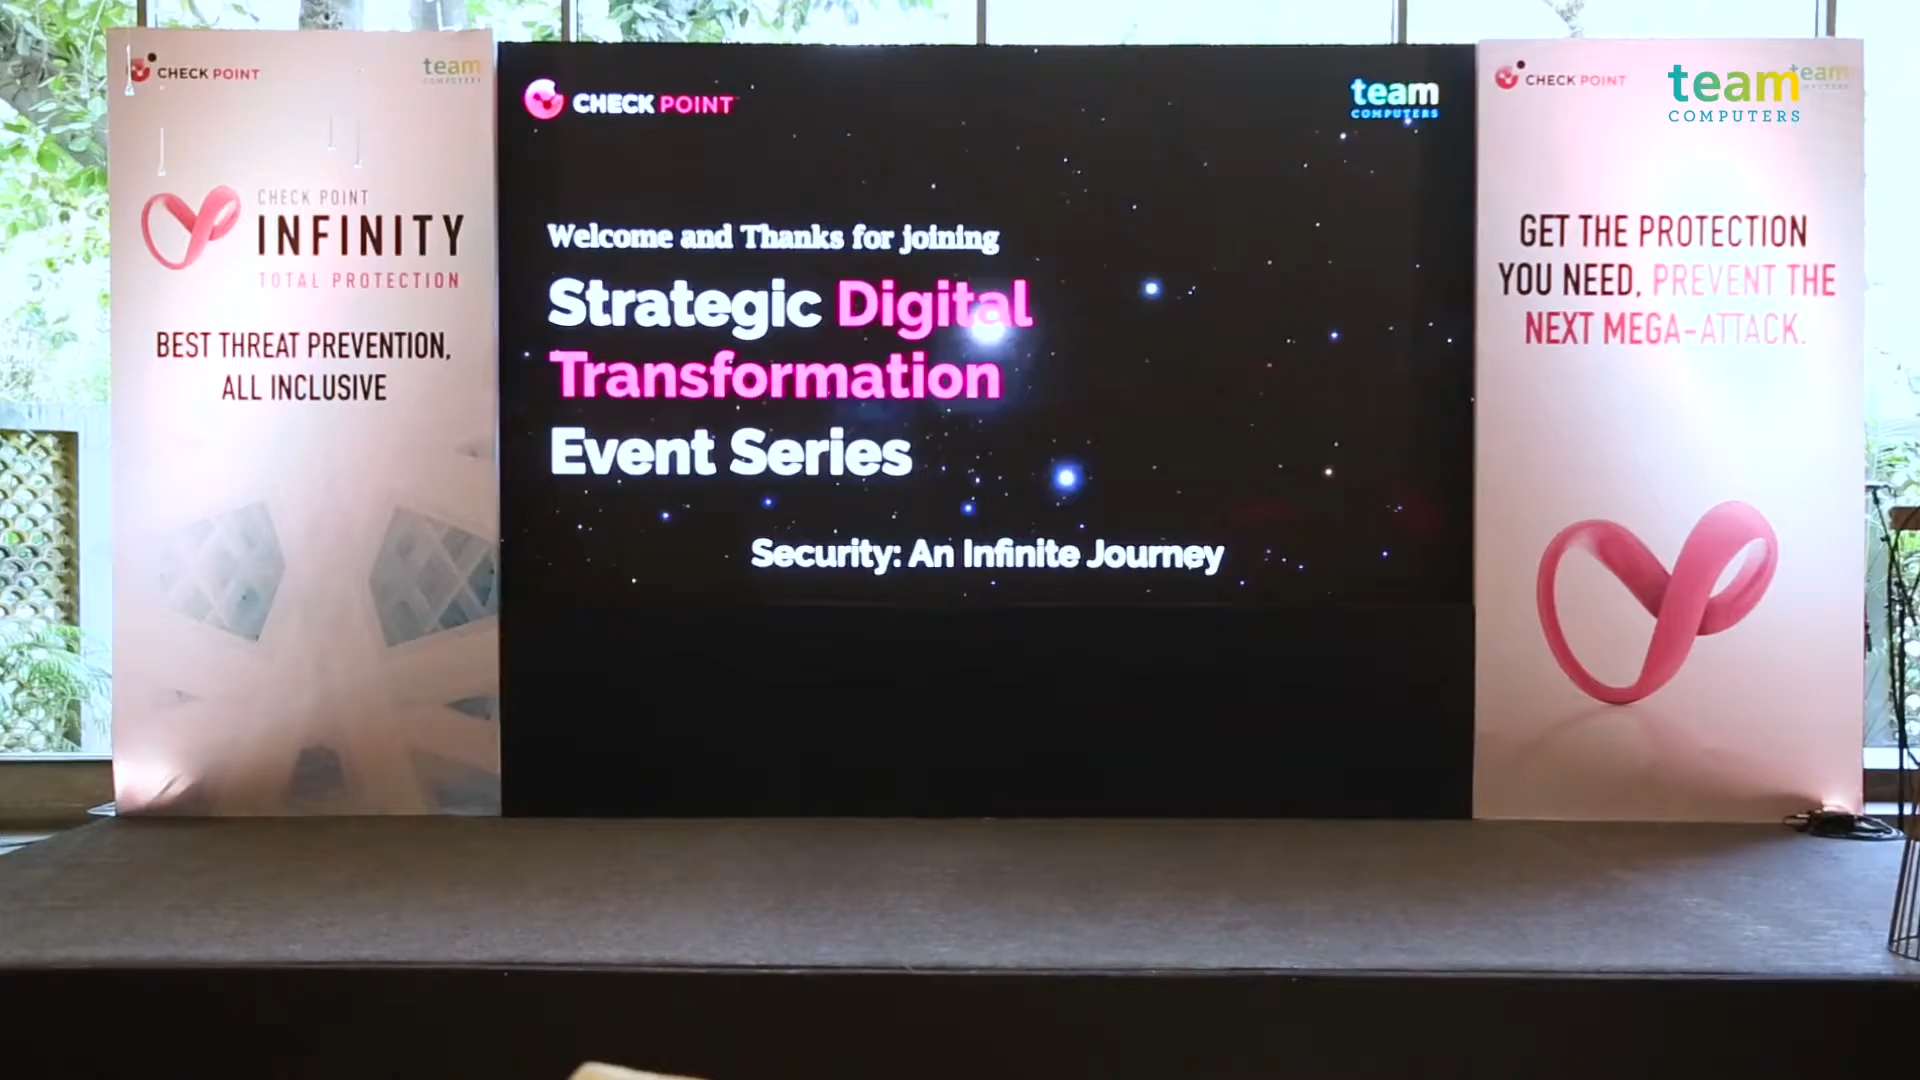 CHECK POINT
team
COMPUTERS
CHECK POINT
INFINITY
TOTAL PROTECTION
BEST THREAT PREVENTION,
ALL INCLUSIVE
CHECK POINT
team
COMPUTERS
Welcome and Thanks for joining
Strategic Digital
Transformation
Event Series
Security: An Infinite Journey
CHECK POINT
team
COMPUTERS
team
GET THE PROTECTION
YOU NEED, PREVENT THE
NEXT MEGA-ATTACK.